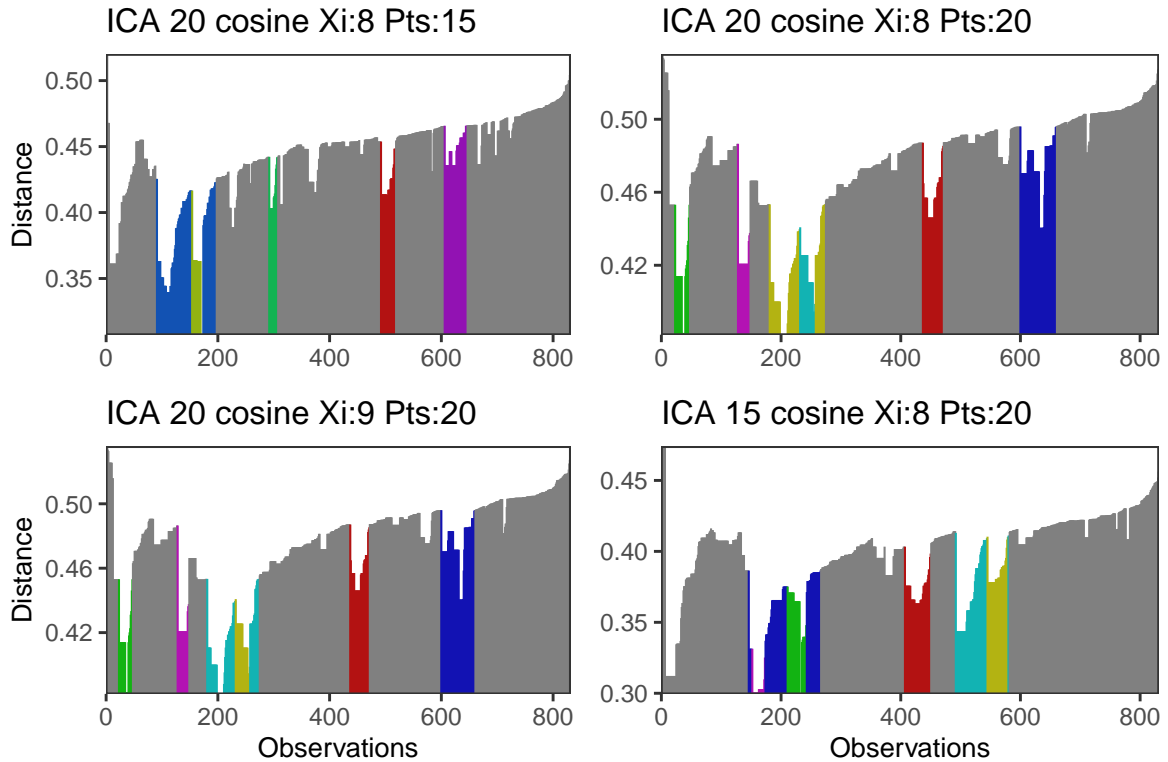 ICA 20 cosine Xi:8 Pts:15
ICA 20 cosine Xi:8 Pts:20
Distance
0.50
0.45
0.40
0.35
0 200 400 600 800
0.50
0.46
0.42
0 200 400 600 800
ICA 20 cosine Xi:9 Pts:20
ICA 15 cosine Xi:8 Pts:20
Distance
0.50
0.46
0.42
0 200 400 600 800
Observations
0.45
0.40
0.35
0.30
0 200 400 600 800
Observations